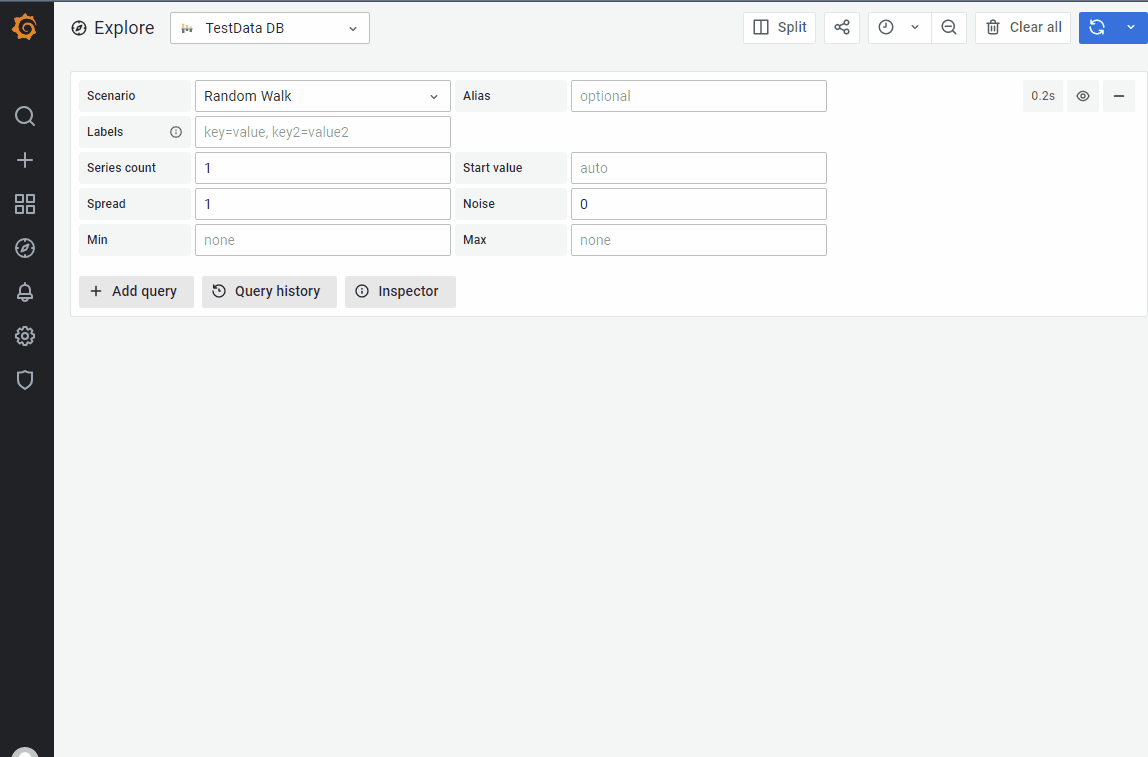 Explore TestData DB Split Clear all
Scenario Random Walk Alias optional 0.2s
Labels key=value, key2=value2
Series count 1 Start value auto
Spread 1 Noise 0
Min none Max none
Add query Query history Inspector